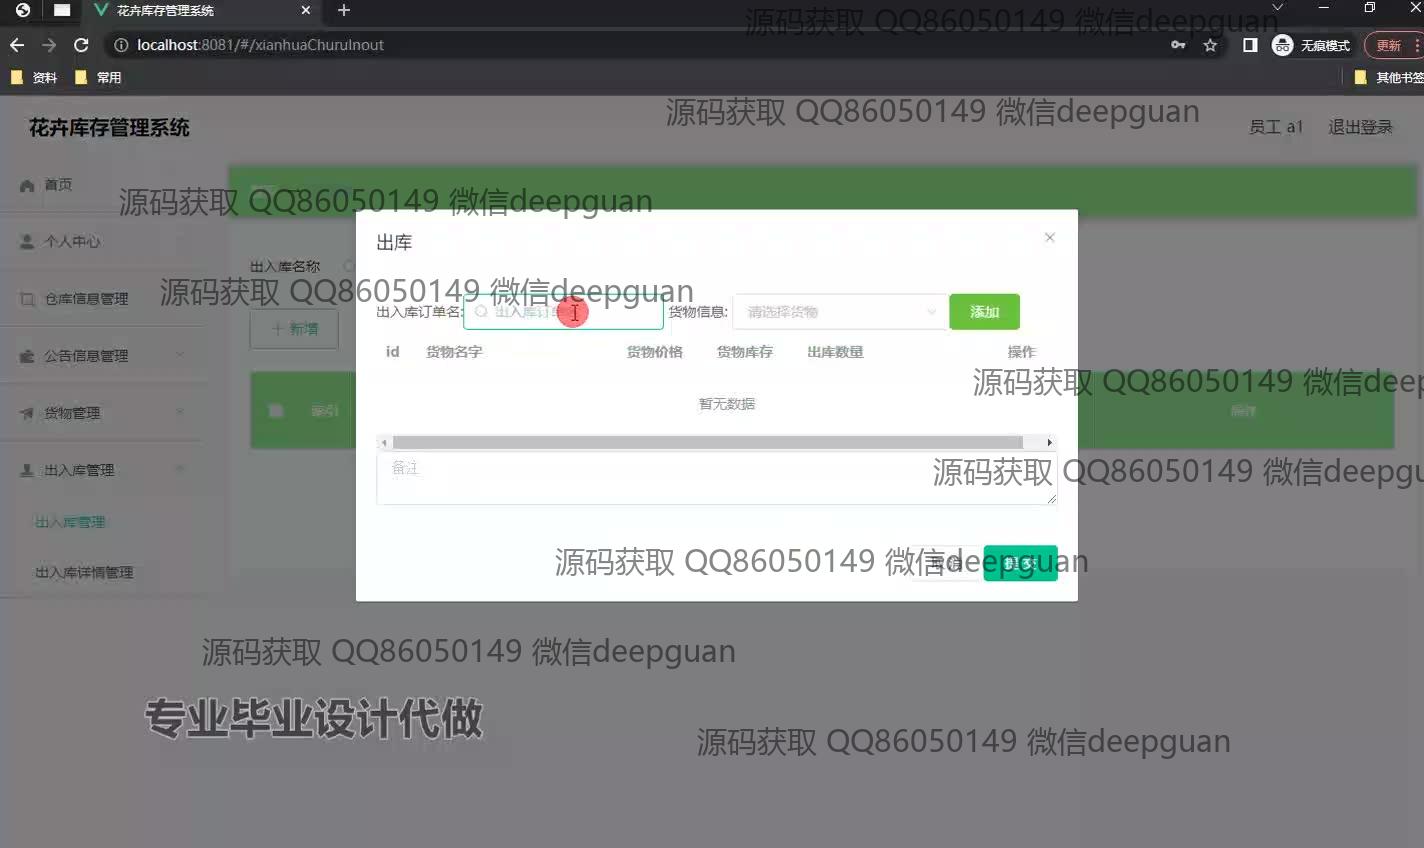 花卉库存管理系统
localhost:8081/#/xianhuaChuruInout
无痕模式
更新
资料
常用
其他书签
源码获取 QQ86050149 微信deepguan
源码获取 QQ86050149 微信deepguan
花卉库存管理系统
员工 a1
退出登录
首页
源码获取 QQ86050149 微信deepguan
个人中心
出库
出入库名称
仓库信息管理
源码获取 QQ86050149 微信deepguan
出入库订单名:
出入库订单名
货物信息:
请选择货物
添加
新增
id
货物名字
货物价格
货物库存
出库数量
操作
公告信息管理
源码获取 QQ86050149 微信deep
货物管理
索引
暂无数据
操作
出入库管理
备注
源码获取 QQ86050149 微信deepgu
出入库管理
出入库详情管理
源码获取 QQ86050149 微信deepguan
取消
提交
源码获取 QQ86050149 微信deepguan
专业毕业设计代做
源码获取 QQ86050149 微信deepguan